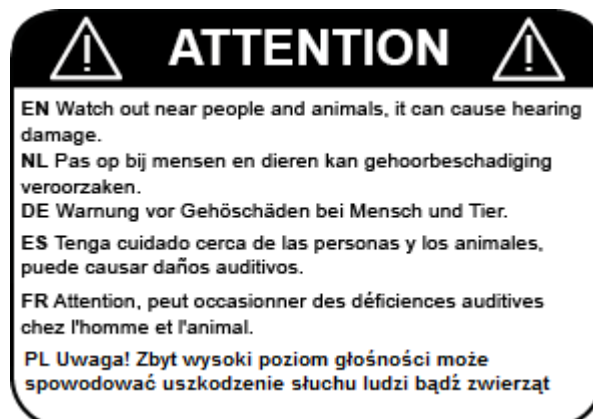 ATTENTION
EN Watch out near people and animals, it can cause hearing
damage.
NL Pas op bij mensen en dieren kan gehoorbeschadiging
veroorzaken.
DE Warnung vor Gehöschäden bei Mensch und Tier.
ES Tenga cuidado cerca de las personas y los animales,
puede causar daños auditivos.
FR Attention, peut occasionner des déficiences auditives
chez l'homme et l'animal.
PL Uwaga! Zbyt wysoki poziom głośności może
spowodować uszkodzenie słuchu ludzi bądź zwierząt